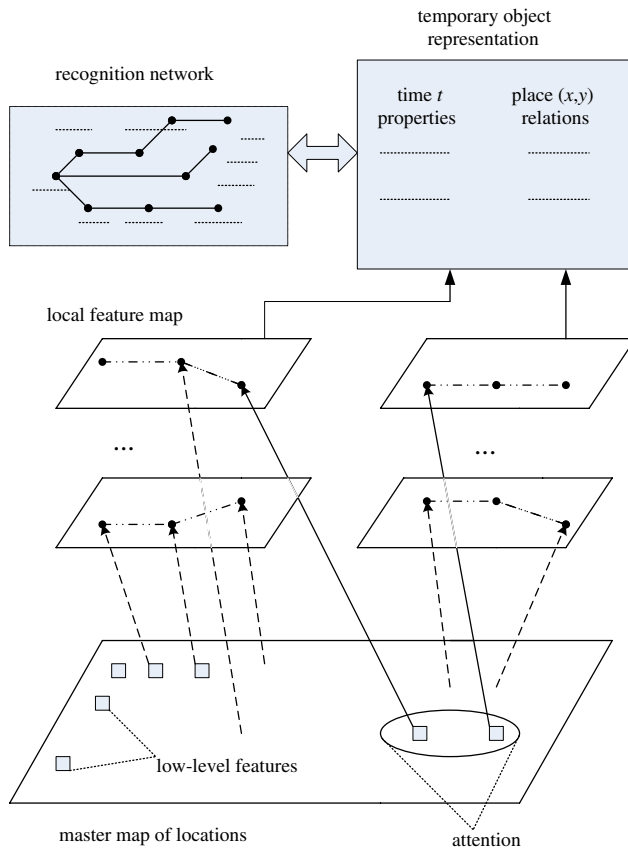 temporary object
representation
recognition network
time t
properties
place (x,y)
relations
local feature map
...
...
low-level features
master map of locations
attention